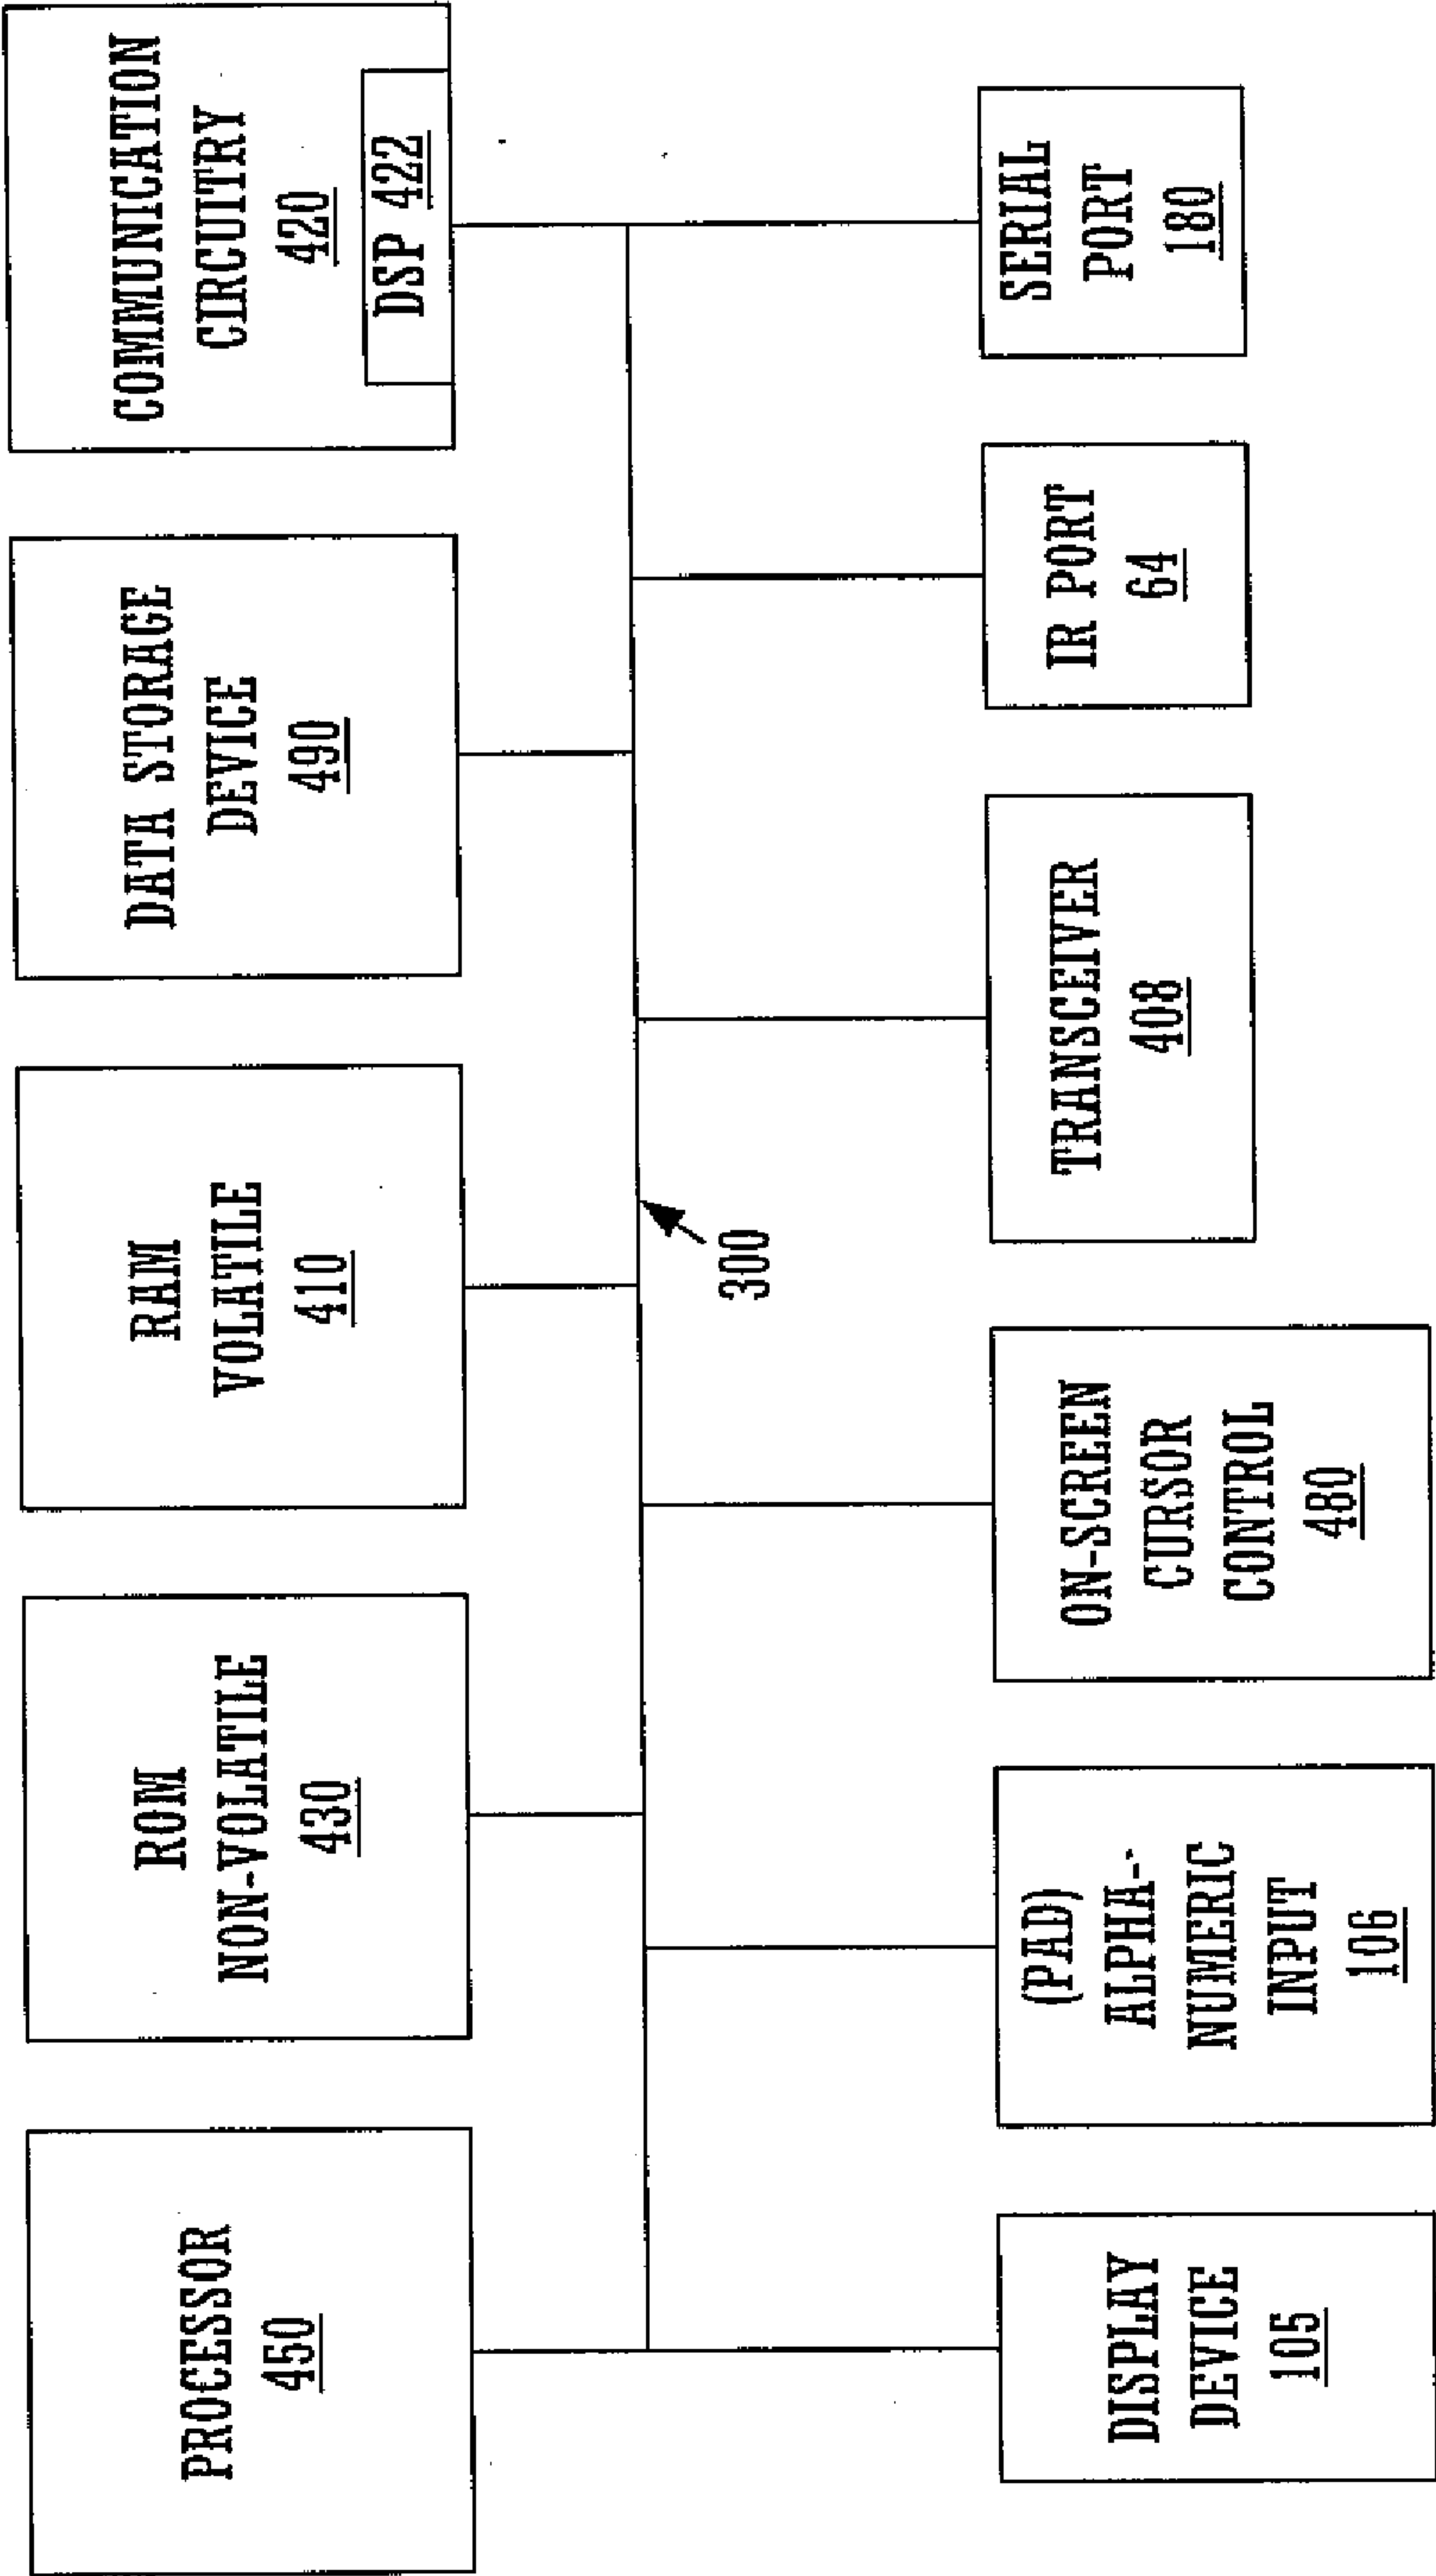 PROCESSOR
450
ROM
NON-VOLATILE
430
RAM
VOLATILE
410
DATA STORAGE
DEVICE
490
COMMUNICATION
CIRCUITRY
420
DSP 422
300
DISPLAY
DEVICE
105
(PAD)
ALPHA-
NUMERIC
INPUT
106
ON-SCREEN
CURSOR
CONTROL
480
TRANSCEIVER
408
IR PORT
64
SERIAL
PORT
180